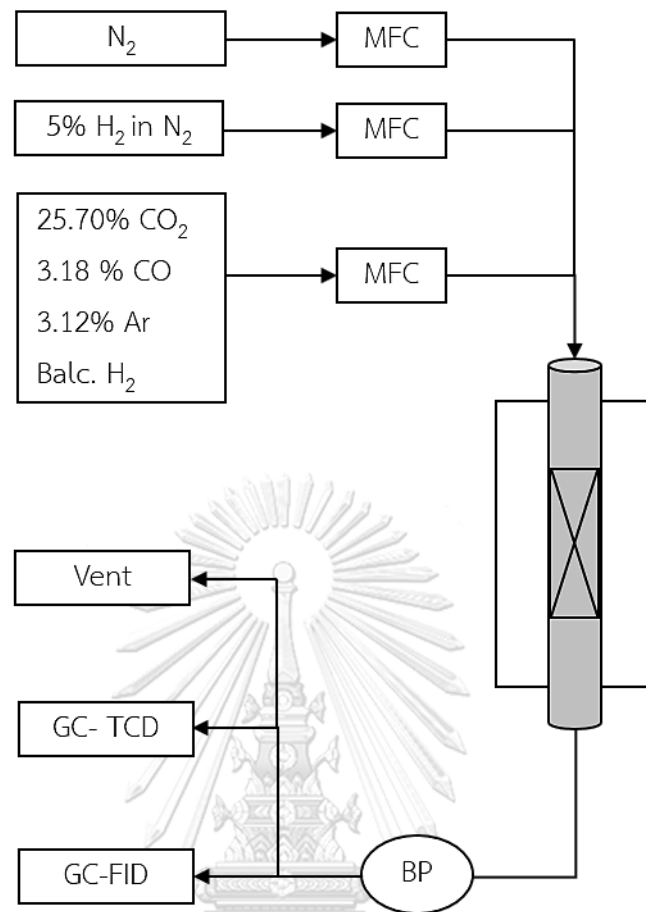 N₂
MFC
5% H₂ in N₂
MFC
25.70% CO₂
3.18 % CO
3.12% Ar
Balc. H₂
MFC
Vent
GC- TCD
GC-FID
BP